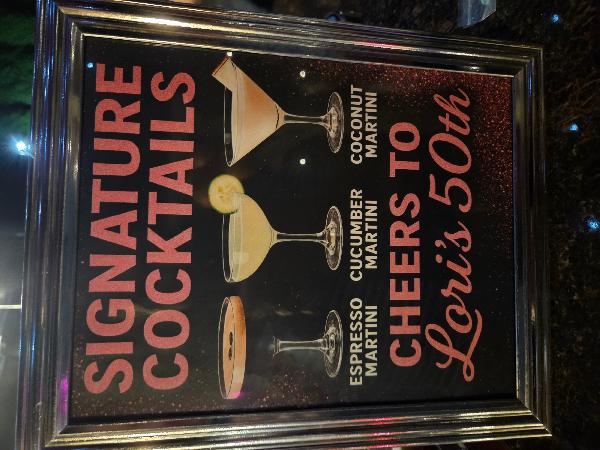 SIGNATURE
COCKTAILS
ESPRESSO
MARTINI
CUCUMBER
MARTINI
COCONUT
MARTINI
CHEERS TO
Lori's 50th